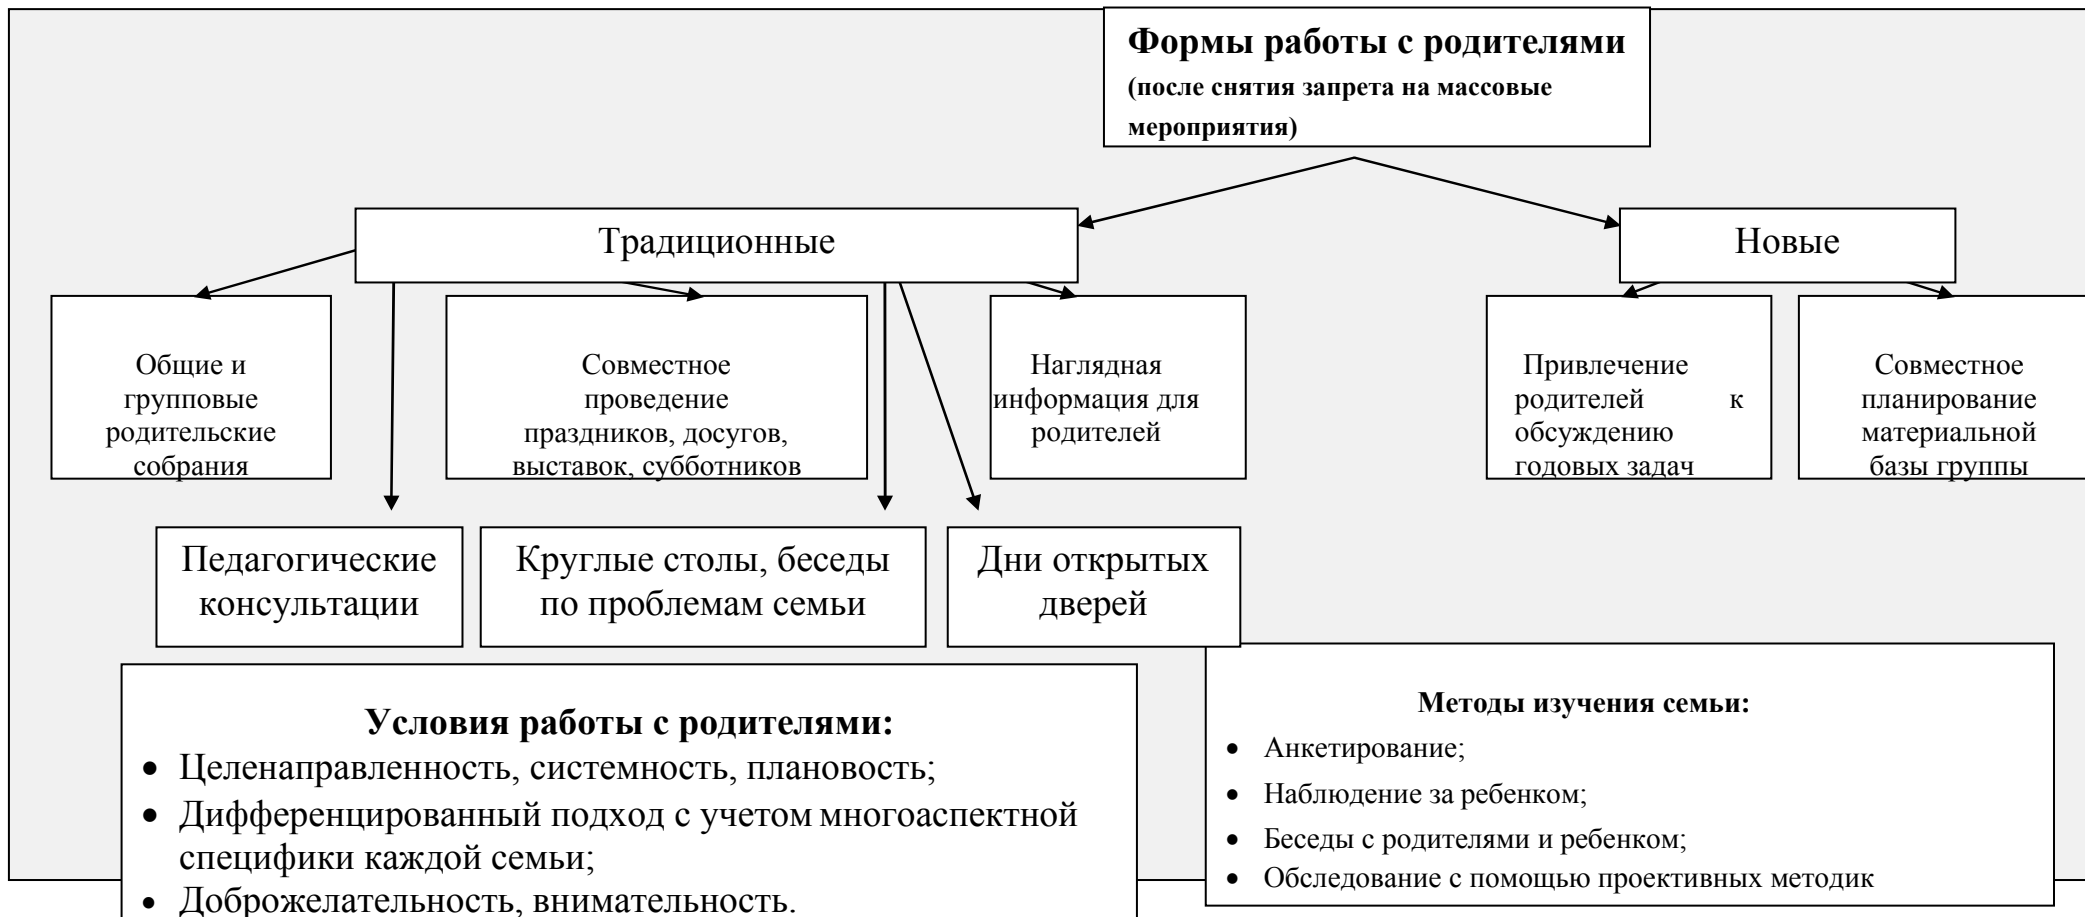 Формы работы с родителями
(после снятия запрета на массовые
мероприятия)
Традиционные
Новые
Общие и
групповые
родительские
собрания
Совместное
проведение
праздников, досугов,
выставок, субботников
Наглядная
информация для
родителей
Привлечение
родителей к
обсуждению
годовых задач
Совместное
планирование
материальной
базы группы
Педагогические
консультации
Круглые столы, беседы
по проблемам семьи
Дни открытых
дверей
Условия работы с родителями:
• Целенаправленность, системность, плановость;
• Дифференцированный подход с учетом многоаспектной
специфики каждой семьи;
• Доброжелательность, внимательность.
Методы изучения семьи:
• Анкетирование;
• Наблюдение за ребенком;
• Беседы с родителями и ребенком;
• Обследование с помощью проективных методик